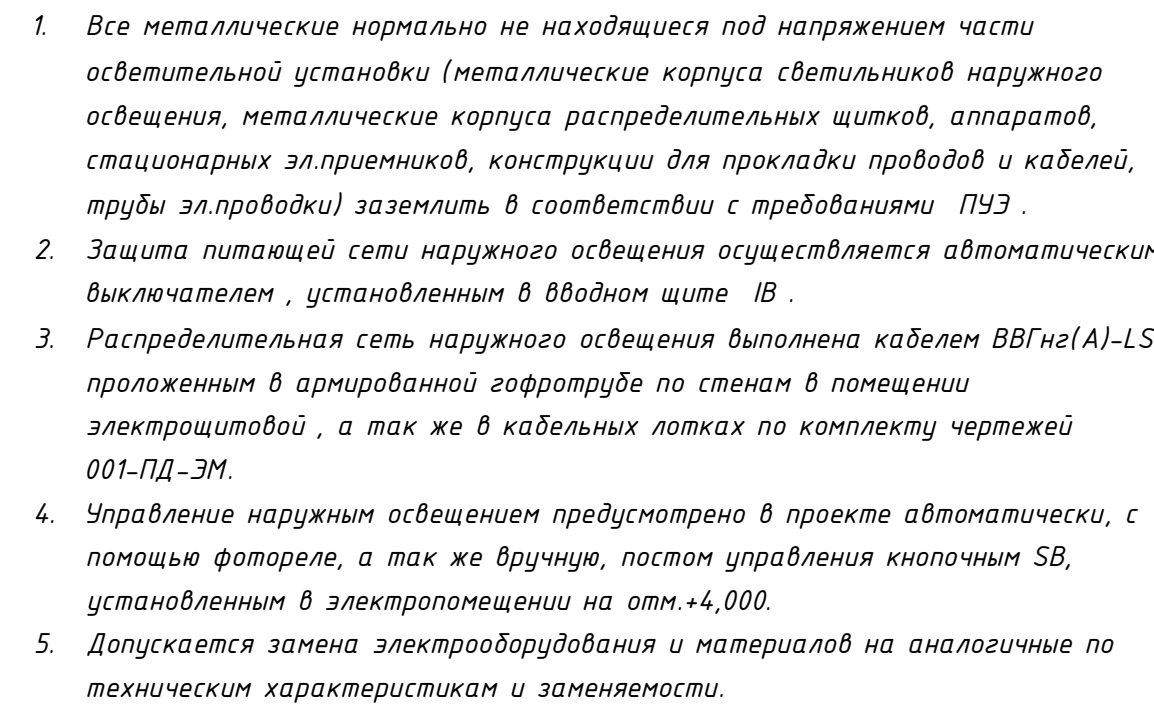 1. Все металлические нормально не находящиеся под напряжением части
осветительной установки (металлические корпуса светильников наружного
освещения, металлические корпуса распределительных щитков, аппаратов,
стационарных эл.приемников, конструкции для прокладки проводов и кабелей,
трубы эл.проводки) заземлить в соответствии с требованиями ПУЭ .
2. Защита питающей сети наружного освещения осуществляется автоматическим
выключателем , установленным в вводном щите IB .
3. Распределительная сеть наружного освещения выполнена кабелем ВВГнг(А)-LS
проложенным в армированной гофротрубе по стенам в помещении
электрощитовой , а так же в кабельных лотках по комплекту чертежей
001-ПД-ЭМ.
4. Управление наружным освещением предусмотрено в проекте автоматически, с
помощью фотореле, а так же вручную, постом управления кнопочным SB,
установленным в электропомещении на отм.+4,000.
5. Допускается замена электрооборудования и материалов на аналогичные по
техническим характеристикам и заменяемости.